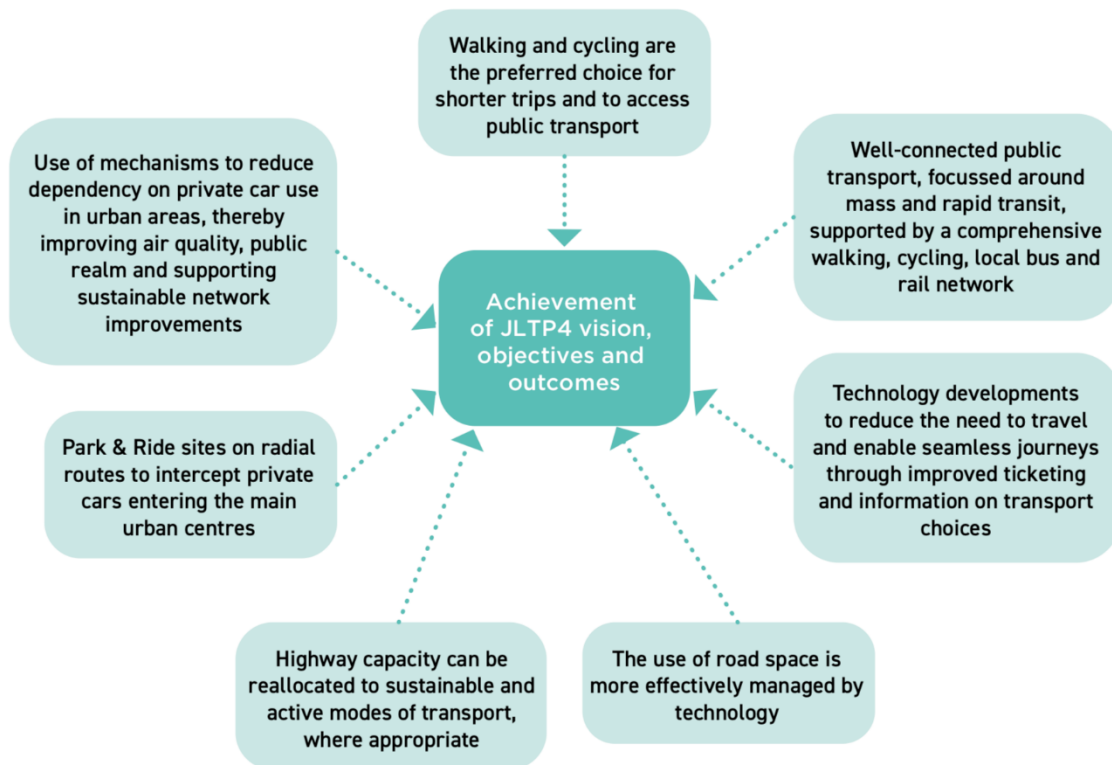 Walking and cycling are
the preferred choice for
shorter trips and to access
public transport
Use of mechanisms to reduce
dependency on private car use
in urban areas, thereby
improving air quality, public
realm and supporting
sustainable network
improvements
Well-connected public
transport, focussed around
mass and rapid transit,
supported by a comprehensive
walking, cycling, local bus and
rail network
Achievement
of JLTP4 vision,
objectives and
outcomes
Park & Ride sites on radial
routes to intercept private
cars entering the main
urban centres
Technology developments
to reduce the need to travel
and enable seamless journeys
through improved ticketing
and information on transport
choices
Highway capacity can be
reallocated to sustainable and
active modes of transport,
where appropriate
The use of road space is
more effectively managed by
technology